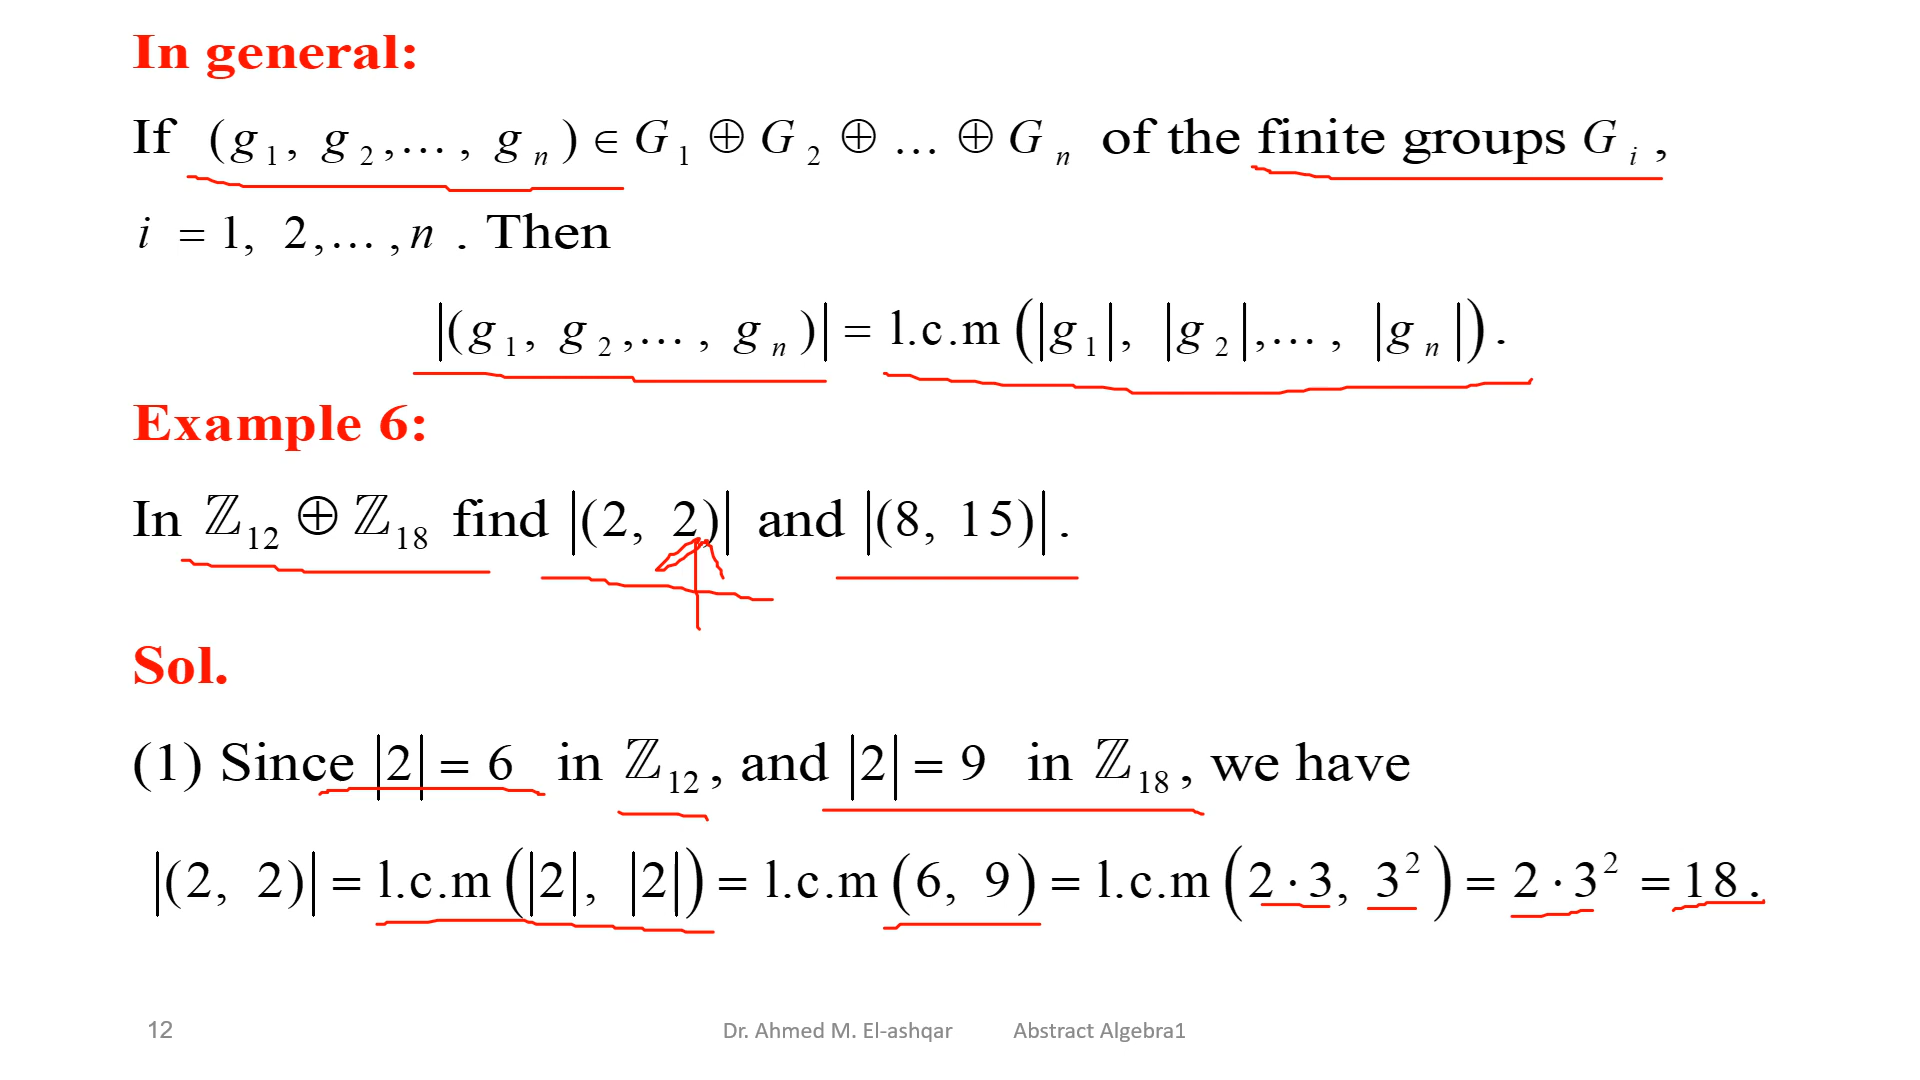 In general:
If (g₁, g₂,…, gₙ) ∈ G₁ ⊕ G₂ ⊕ … ⊕ Gₙ of the finite groups Gᵢ,
i = 1, 2,…,n . Then
|(g₁, g₂,…, gₙ)| = l.c.m (|g₁|, |g₂|,…, |gₙ|).
Example 6:
In ℤ₁₂ ⊕ ℤ₁₈ find |(2, 2)| and |(8, 15)|.
Sol.
(1) Since |2| = 6 in ℤ₁₂, and |2| = 9 in ℤ₁₈, we have
|(2, 2)| = l.c.m (|2|, |2|) = l.c.m (6, 9) = l.c.m (2·3, 3²) = 2·3² = 18.
12 Dr. Ahmed M. El-ashqar Abstract Algebra1